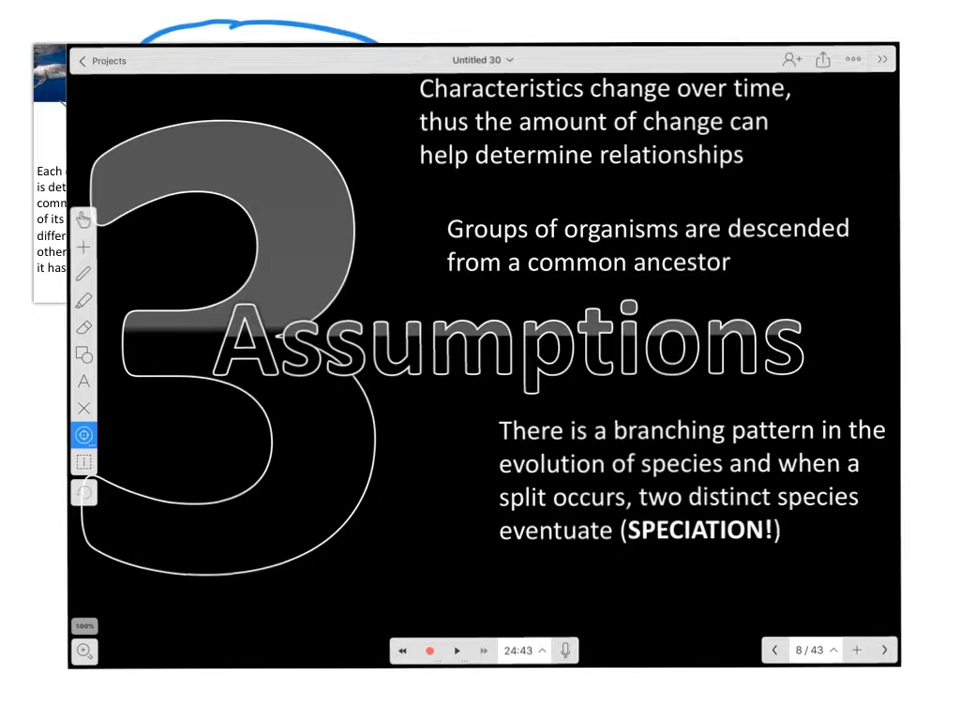 Projects
Untitled 30
Characteristics change over time,
thus the amount of change can
help determine relationships
Each
is det
comm
of its
differ
other
it has
3
Groups of organisms are descended
from a common ancestor
Assumptions
There is a branching pattern in the
evolution of species and when a
split occurs, two distinct species
eventuate (SPECIATION!)
100%
24:43
8 / 43